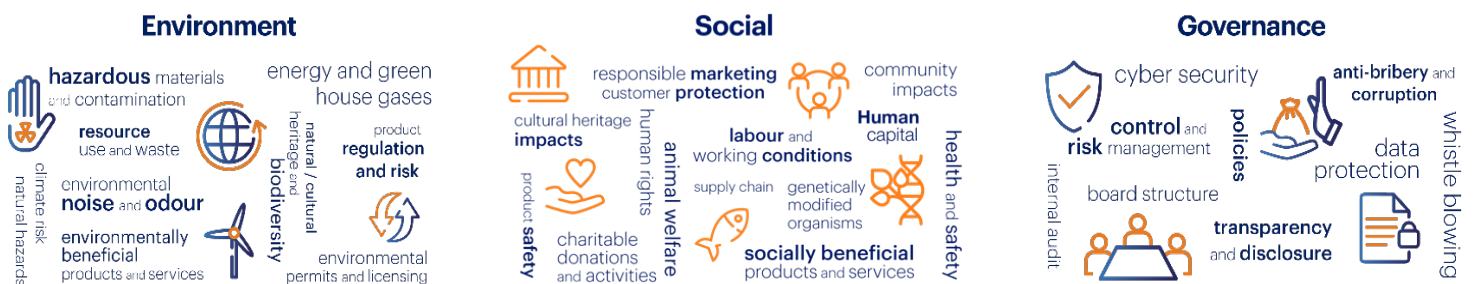 Environment
hazardous materials
and contamination
energy and green
house gases
resource
use and waste
natural / cultural
heritage and
biodiversity
product
regulation
and risk
climate risk
natural hazards
environmental
noise and odour
environmentally
beneficial
products and services
environmental
permits and licensing
Social
responsible marketing
customer protection
community
impacts
cultural heritage
impacts
human rights
labour and
working conditions
Human
capital
animal welfare
health and safety
product safety
supply chain
genetically
modified
organisms
charitable
donations
and activities
socially beneficial
products and services
Governance
cyber security
anti-bribery and
corruption
control and
risk management
policies
whistle blowing
data
protection
internal audit
board structure
transparency
and disclosure